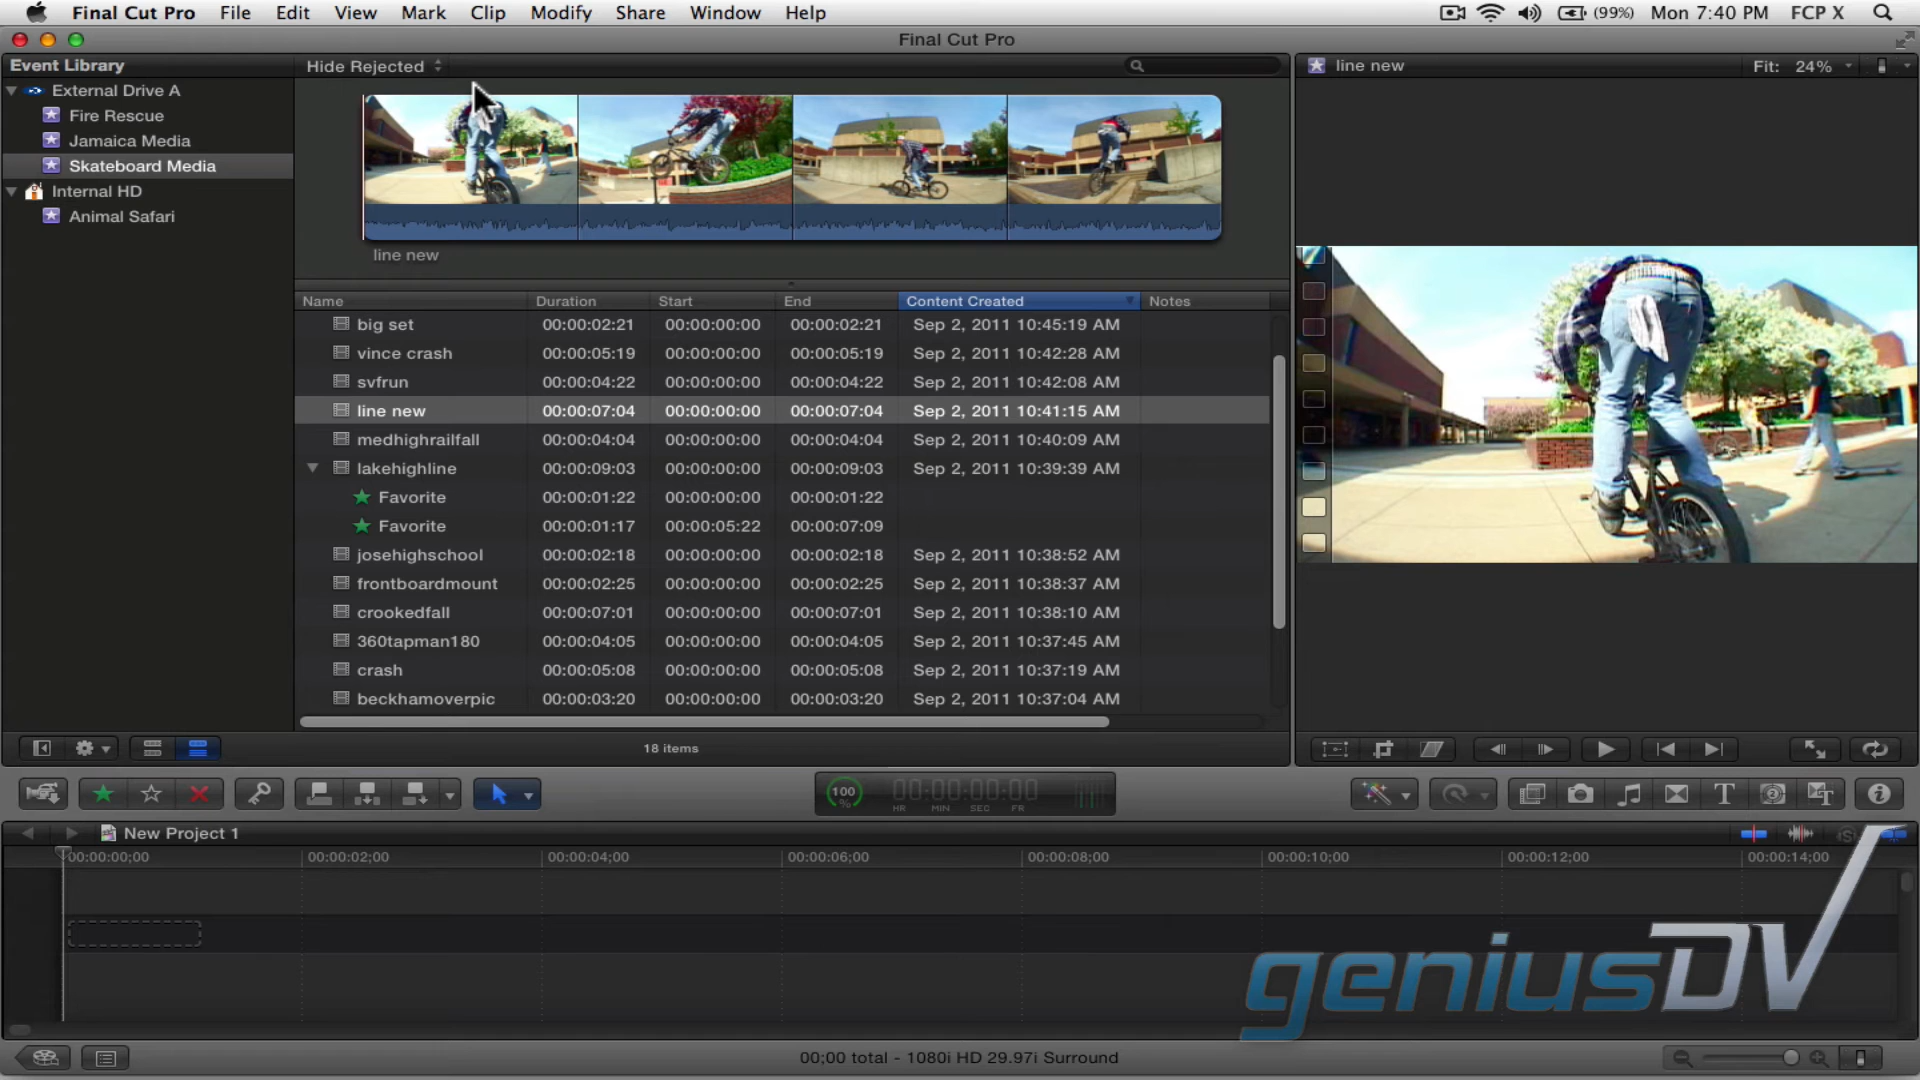 Final Cut Pro File Edit View Mark Clip Modify Share Window Help (99%) Mon 7:40 PM FCP X
Final Cut Pro
Event Library
Hide Rejected
line new
Fit: 24%
External Drive A
Fire Rescue
Jamaica Media
Skateboard Media
Internal HD
Animal Safari
line new
Name Duration Start End Content Created Notes
big set 00:00:02:21 00:00:00:00 00:00:02:21 Sep 2, 2011 10:45:19 AM
vince crash 00:00:05:19 00:00:00:00 00:00:05:19 Sep 2, 2011 10:42:28 AM
svfrun 00:00:04:22 00:00:00:00 00:00:04:22 Sep 2, 2011 10:42:08 AM
line new 00:00:07:04 00:00:00:00 00:00:07:04 Sep 2, 2011 10:41:15 AM
medhighrailfall 00:00:04:04 00:00:00:00 00:00:04:04 Sep 2, 2011 10:40:09 AM
lakehighline 00:00:09:03 00:00:00:00 00:00:09:03 Sep 2, 2011 10:39:39 AM
Favorite 00:00:01:22 00:00:00:00 00:00:01:22
Favorite 00:00:01:17 00:00:05:22 00:00:07:09
josehighschool 00:00:02:18 00:00:00:00 00:00:02:18 Sep 2, 2011 10:38:52 AM
frontboardmount 00:00:02:25 00:00:00:00 00:00:02:25 Sep 2, 2011 10:38:37 AM
crookedfall 00:00:07:01 00:00:00:00 00:00:07:01 Sep 2, 2011 10:38:10 AM
360tapman180 00:00:04:05 00:00:00:00 00:00:04:05 Sep 2, 2011 10:37:45 AM
crash 00:00:05:08 00:00:00:00 00:00:05:08 Sep 2, 2011 10:37:19 AM
beckhamoverpic 00:00:03:20 00:00:00:00 00:00:03:20 Sep 2, 2011 10:37:04 AM
18 items
100 % 00:00:00:00
HR MIN SEC FR
New Project 1
00:00:00;00 00:00:02;00 00:00:04;00 00:00:06;00 00:00:08;00 00:00:10;00 00:00:12;00 00:00:14;00
geniusDV
00;00 total - 1080i HD 29.97i Surround